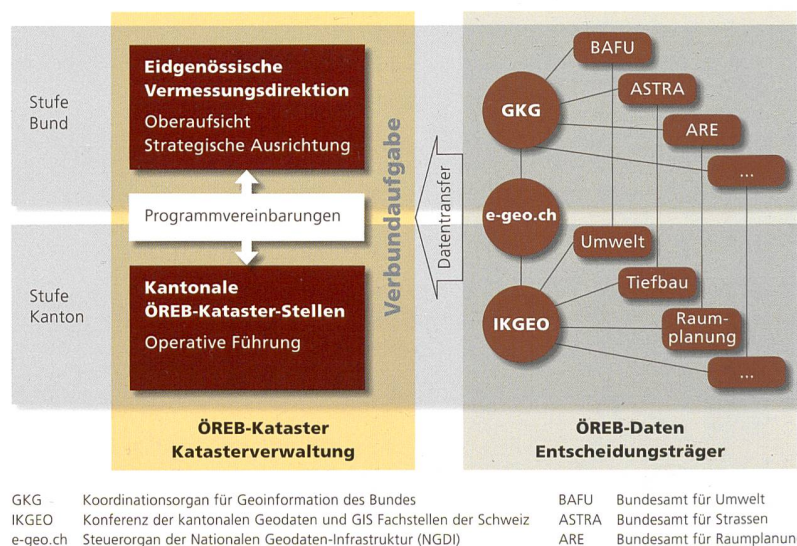 Stufe
Bund
Eidgenössische
Vermessungsdirektion
Oberaufsicht
Strategische Ausrichtung
Programmvereinbarungen
Stufe
Kanton
Kantonale
ÖREB-Kataster-Stellen
Operative Führung
Verbundaufgabe
Datentransfer
GKG
BAFU
ASTRA
ARE
...
e-geo.ch
IKGEO
Umwelt
Tiefbau
Raum-
planung
...
ÖREB-Kataster
Katasterverwaltung
ÖREB-Daten
Entscheidungsträger
GKG Koordinationsorgan für Geoinformation des Bundes
IKGEO Konferenz der kantonalen Geodaten und GIS Fachstellen der Schweiz
e-geo.ch Steuerorgan der Nationalen Geodaten-Infrastruktur (NGDI)
BAFU Bundesamt für Umwelt
ASTRA Bundesamt für Strassen
ARE Bundesamt für Raumplanun